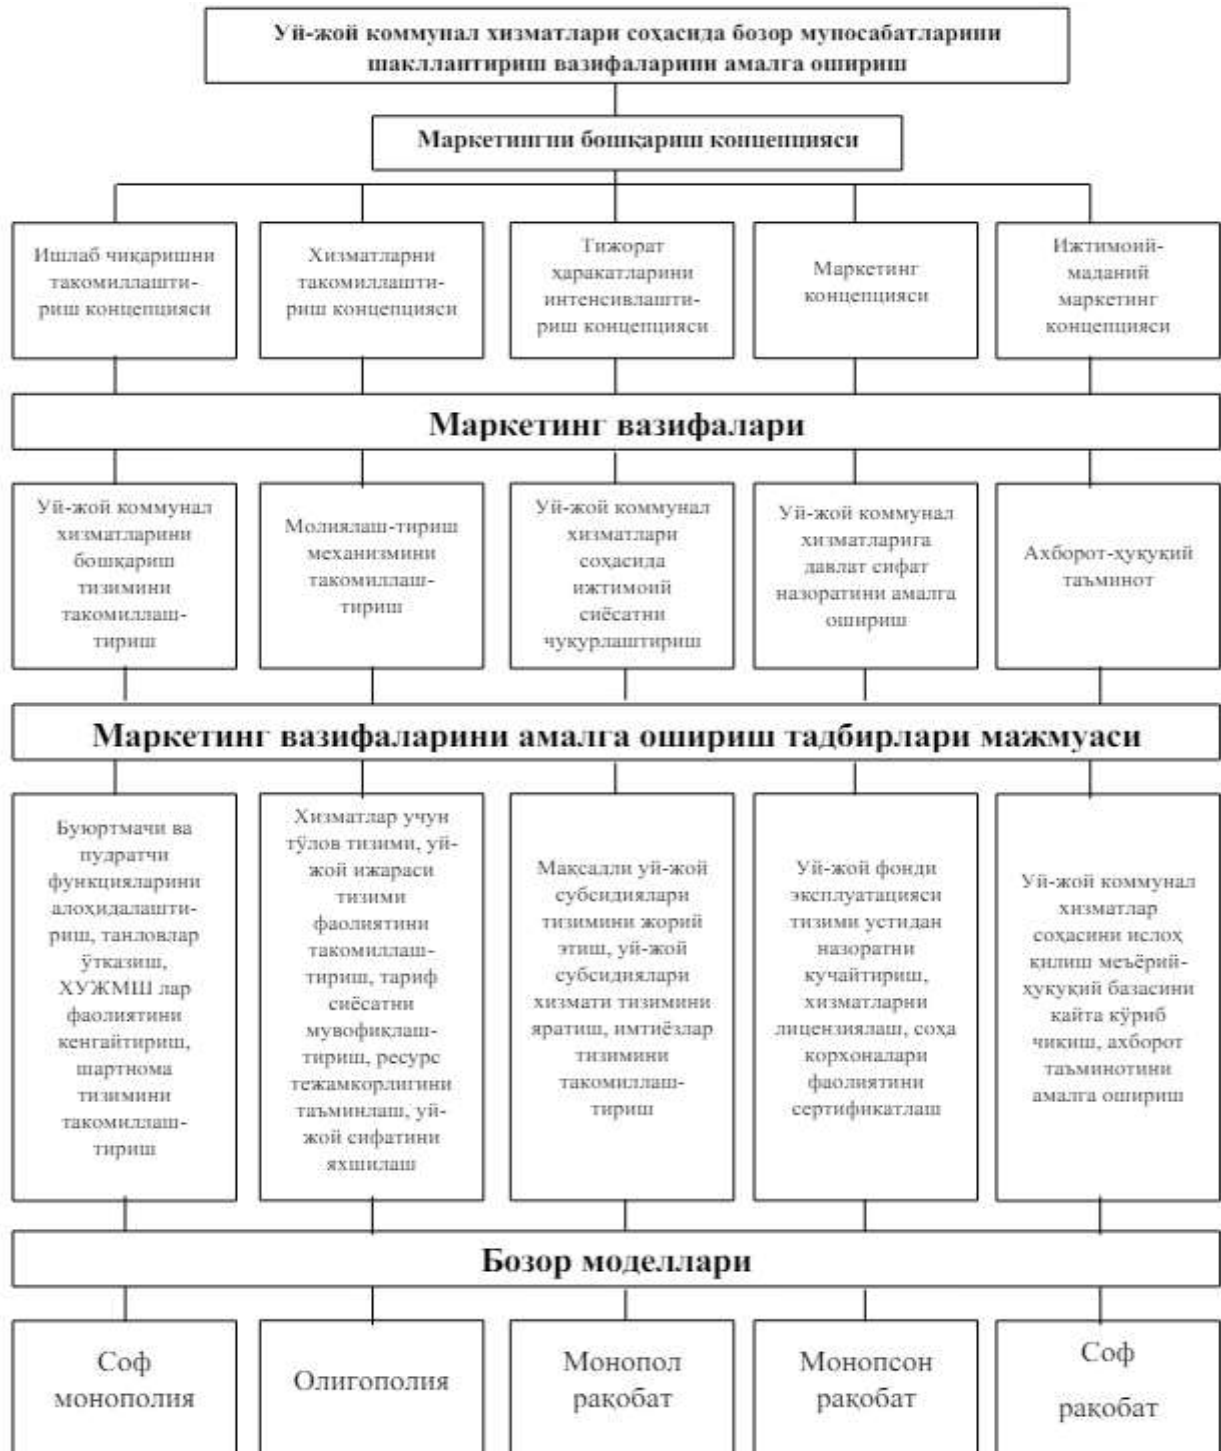 Уй-жой коммунал хизматлари соҳасида бозор муносабатларини
шакллантириш вазифаларини амалга ошириш
Маркетингни бошқариш концепцияси
Ишлаб чиқаришни
такомиллашти-
риш концепцияси
Хизматларни
такомиллашти-
риш концепцияси
Тижорат
ҳаракатларини
интенсивлашти-
риш концепцияси
Маркетинг
концепцияси
Ижтимоий-
маданий
маркетинг
концепцияси
Маркетинг вазифалари
Уй-жой коммунал
хизматларини
бошқариш
тизимини
такомиллаш-
тириш
Молиялаш-тириш
механизмини
такомиллаш-
тириш
Уй-жой коммунал
хизматлари
соҳасида
ижтимоий
сиёсатни
чуқурлаштириш
Уй-жой коммунал
хизматларига
давлат сифат
назоратини амалга
ошириш
Ахборот-ҳуқуқий
таъминот
Маркетинг вазифаларини амалга ошириш тадбирлари мажмуаси
Буюртмачи ва
пудратчи
функцияларини
алоҳидалашти-
риш, танловлар
ўтказиш,
ХУЖМШ лар
фаолиятини
кенгайтириш,
шартнома
тизимини
такомиллаш-
тириш
Хизматлар учун
тўлов тизими, уй-
жой ижараси
тизими
фаолиятини
такомиллаш-
тириш, тариф
сиёсатни
мувофиқлаш-
тириш, ресурс
тежамкорлигини
таъминлаш, уй-
жой сифатини
яхшилаш
Мақсадли уй-жой
субсидиялари
тизимини жорий
этиш, уй-жой
субсидиялари
хизмати тизимини
яратиш, имтиёзлар
тизимини
такомиллаш-
тириш
Уй-жой фонди
эксплуатацияси
тизими устидан
назоратни
кучайтириш,
хизматларни
лицензиялаш, соҳа
корхоналари
фаолиятини
сертификатлаш
Уй-жой коммунал
хизматлар
соҳасини ислоҳ
қилиш меъёрий-
ҳуқуқий базасини
кайта кўриб
чикиш, ахборот
таъминотини
амалга ошириш
Бозор моделлари
Соф
монополия
Олигополия
Монопол
рақобат
Монопсон
рақобат
Соф
рақобат